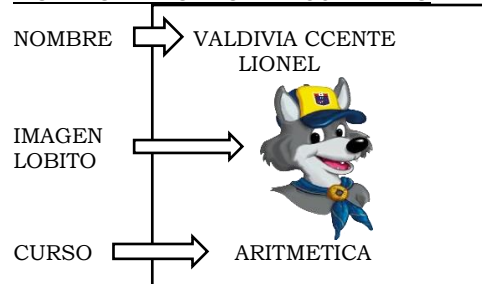 NOMBRE VALDIVIA CCENTE
LIONEL
IMAGEN
LOBITO
CURSO ARITMETICA